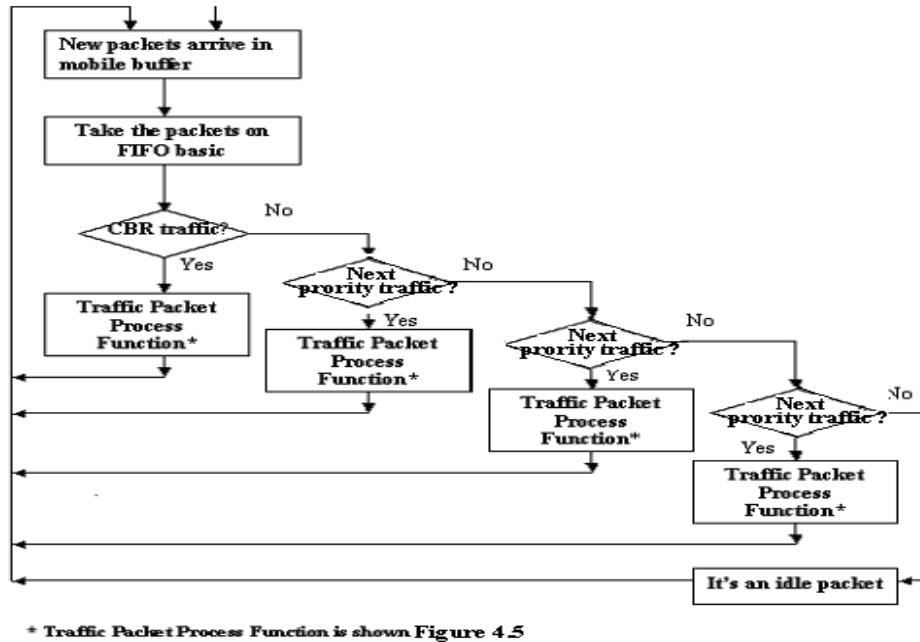 New packets arrive in
mobile buffer
Take the packets on
FIFO basic
CBR traffic?
No
Yes
Traffic Packet
Process
Function*
Next
prority traffic ?
No
Yes
Traffic Packet
Process
Function*
Next
prority traffic ?
No
Yes
Traffic Packet
Process
Function*
Next
prority traffic ?
No
Yes
Traffic Packet
Process
Function*
It's an idle packet
* Traffic Packet Process Function is shown Figure 4.5